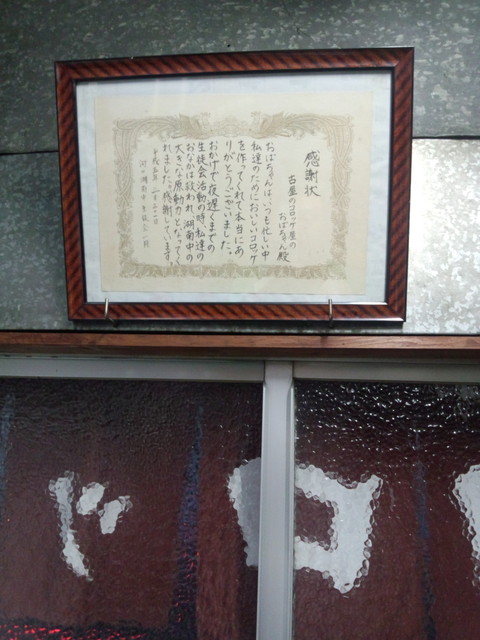 感謝状
古屋のコロッケ屋の
おばちゃん殿
おばちゃんは、いつも忙しい中
私達のためにおいしいコロッケ
を作ってくれて本当にあ
りがとうございました。
おかげで夜遅くまでの
生徒会活動の時、私達の
おなかは救われ、湖南中の
大きな原動力となってく
れました。感謝しています。
コ